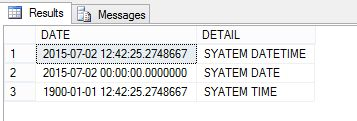 Results Messages
DATE DETAIL
1 2015-07-02 12:42:25.2748667 SYATEM DATETIME
2 2015-07-02 00:00:00.0000000 SYATEM DATE
3 1900-01-01 12:42:25.2748667 SYATEM TIME